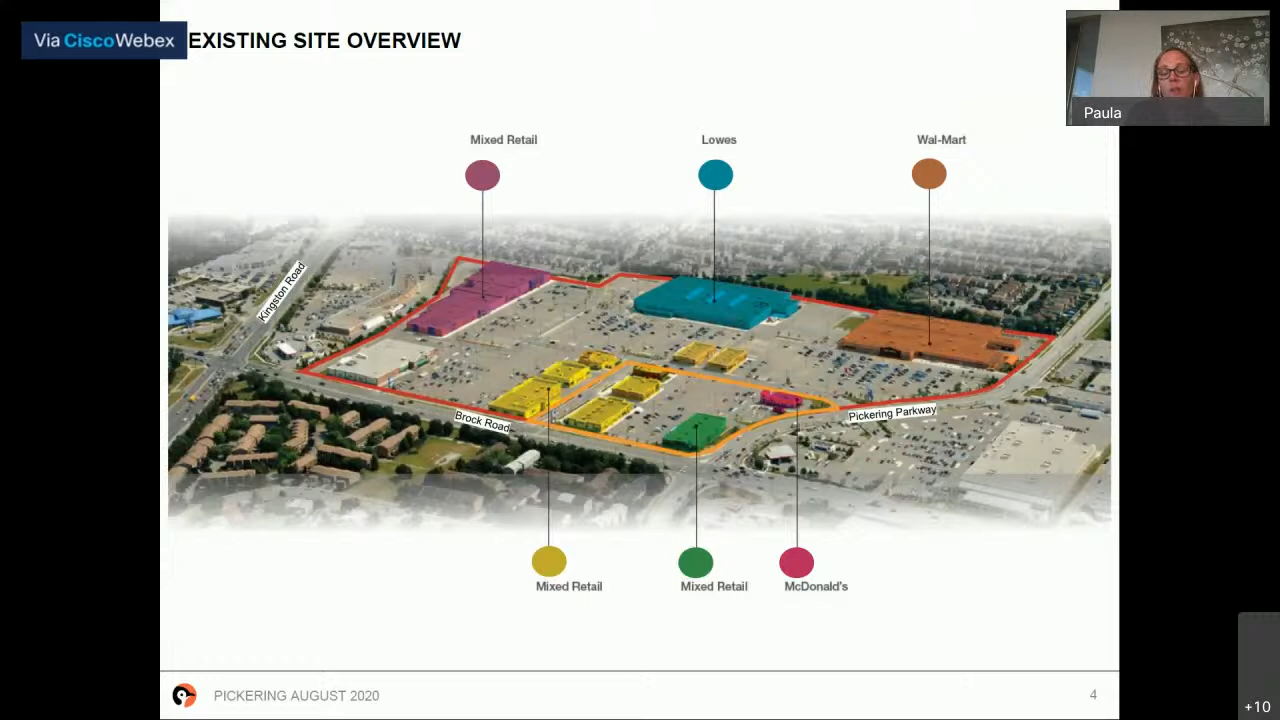 Via CiscoWebex
EXISTING SITE OVERVIEW
Paula
Mixed Retail
Lowes
Wal-Mart
Kingston Road
Brock Road
Pickering Parkway
Mixed Retail
Mixed Retail
McDonald's
PICKERING AUGUST 2020
4
+10